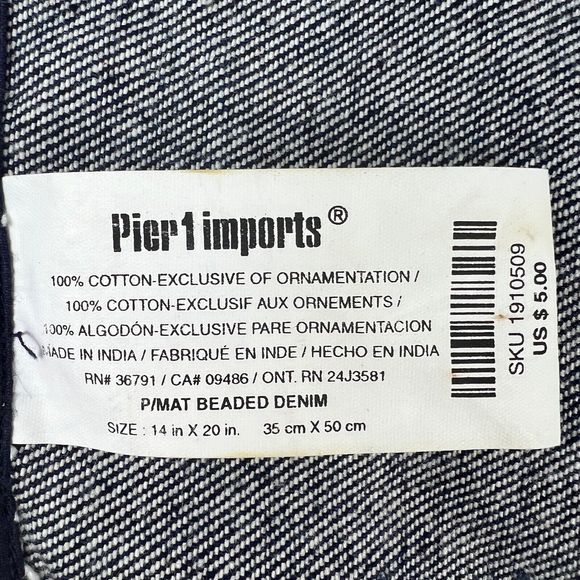 Pier1imports®
100% COTTON-EXCLUSIVE OF ORNAMENTATION /
100% COTTON-EXCLUSIF AUX ORNEMENTS /
100% ALGODÓN-EXCLUSIVE PARE ORNAMENTACION
MADE IN INDIA / FABRIQUÉ EN INDE / HECHO EN INDIA
RN# 36791 / CA# 09486 / ONT. RN 24J3581
P/MAT BEADED DENIM
SIZE : 14 in X 20 in. 35 cm X 50 cm
SKU 1910509
US $ 5.00